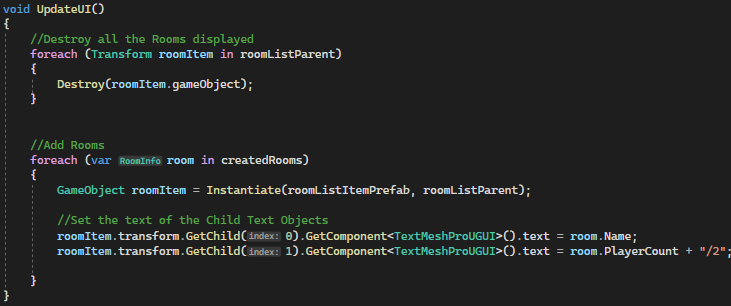 void UpdateUI()
{
//Destroy all the Rooms displayed
foreach (Transform roomItem in roomListParent)
{
Destroy(roomItem.gameObject);
}
//Add Rooms
foreach (var RoomInfo room in createdRooms)
{
GameObject roomItem = Instantiate(roomListItemPrefab, roomListParent);
//Set the text of the Child Text Objects
roomItem.transform.GetChild(index: 0).GetComponent<TextMeshProUGUI>().text = room.Name;
roomItem.transform.GetChild(index: 1).GetComponent<TextMeshProUGUI>().text = room.PlayerCount + "/2";
}
}